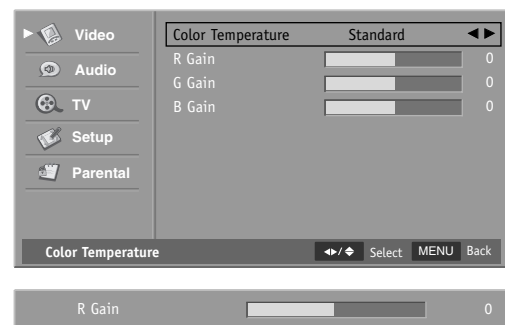 Video
Audio
TV
Setup
Parental
Color Temperature Standard
R Gain 0
G Gain 0
B Gain 0
Color Temperature Select MENU Back
R Gain 0